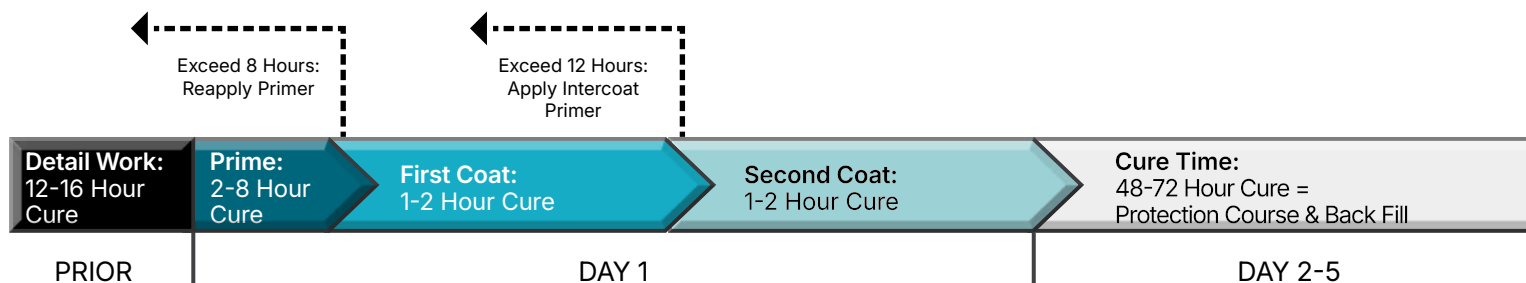 Exceed 8 Hours:
Reapply Primer
Exceed 12 Hours:
Apply Intercoat
Primer
Detail Work:
12-16 Hour
Cure
Prime:
2-8 Hour
Cure
First Coat:
1-2 Hour Cure
Second Coat:
1-2 Hour Cure
Cure Time:
48-72 Hour Cure =
Protection Course & Back Fill
PRIOR
DAY 1
DAY 2-5